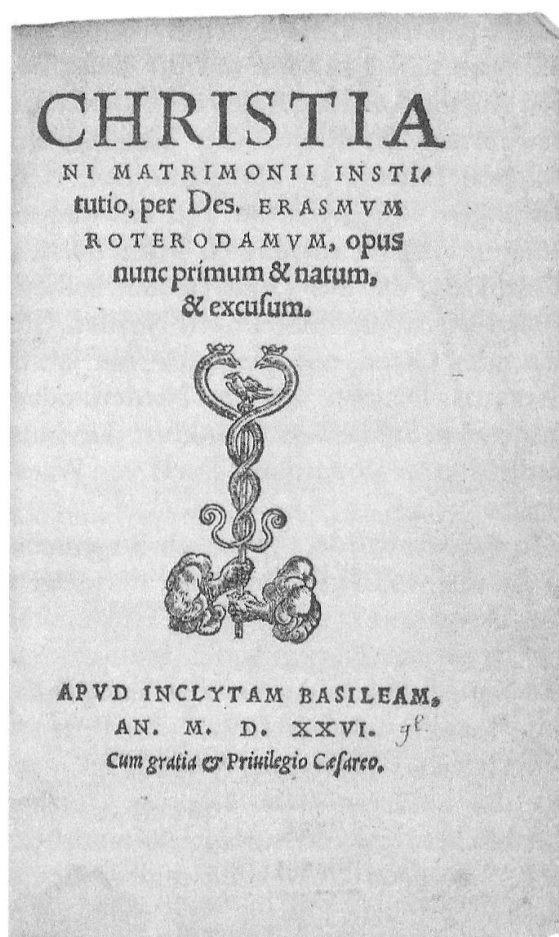 CHRISTIA
NI MATRIMONII INSTI-
tutio, per Des. ERASMVM
ROTERODAMVM, opus
nunc primum & natum,
& excuſum.
APVD INCLYTAM BASILEAM,
AN. M. D. XXVI.
Cum gratia & Priuilegio Cæſareo.